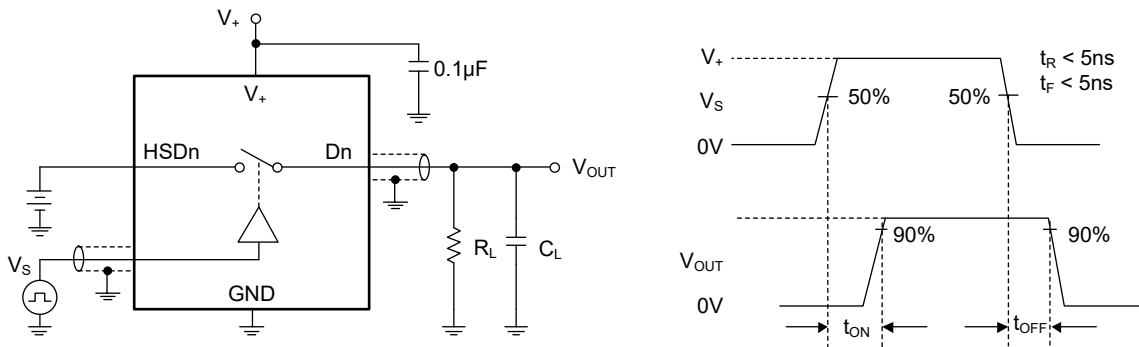 V+
0.1µF
V+
HSDn
Dn
VOUT
VS
RL
CL
GND
V+
tR < 5ns
tF < 5ns
VS
50%
50%
0V
90%
90%
VOUT
0V
tON
tOFF